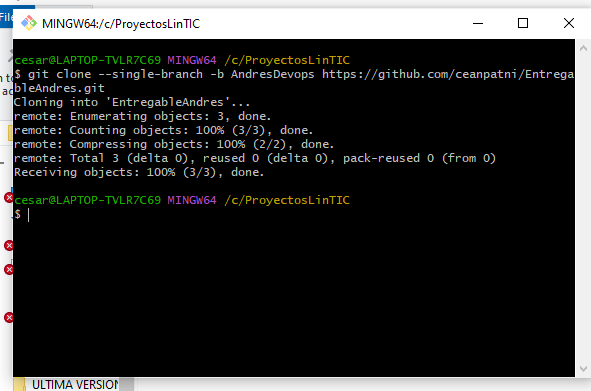 File
MINGW64:/c/ProyectosLinTIC
cesar@LAPTOP-TVLR7C69 MINGW64 /c/ProyectosLinTIC
$ git clone --single-branch -b AndresDevops https://github.com/ceanpatni/Entrega
bleAndres.git
Cloning into 'EntregableAndres'...
remote: Enumerating objects: 3, done.
remote: Counting objects: 100% (3/3), done.
remote: Compressing objects: 100% (2/2), done.
remote: Total 3 (delta 0), reused 0 (delta 0), pack-reused 0 (from 0)
Receiving objects: 100% (3/3), done.
cesar@LAPTOP-TVLR7C69 MINGW64 /c/ProyectosLinTIC
$
ULTIMA VERSION